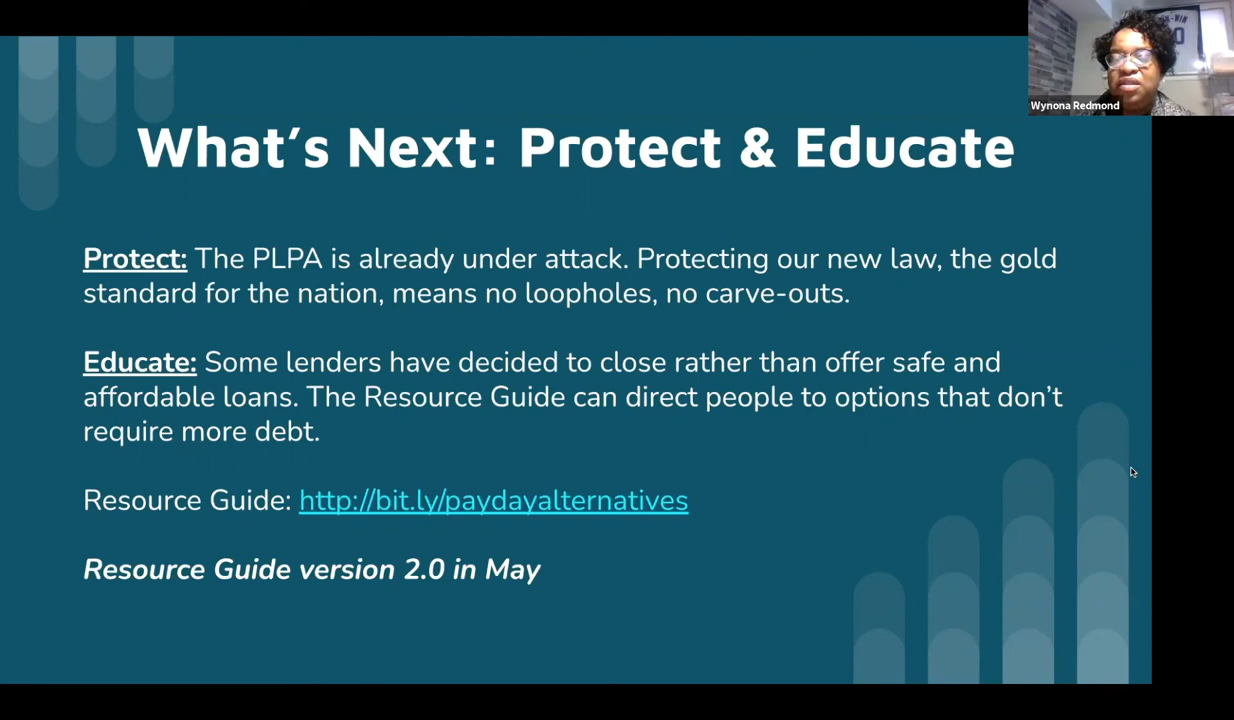 What's Next: Protect & Educate
Protect: The PLPA is already under attack. Protecting our new law, the gold
standard for the nation, means no loopholes, no carve-outs.
Educate: Some lenders have decided to close rather than offer safe and
affordable loans. The Resource Guide can direct people to options that don't
require more debt.
Resource Guide: http://bit.ly/paydayalternatives
Resource Guide version 2.0 in May
Wynona Redmond